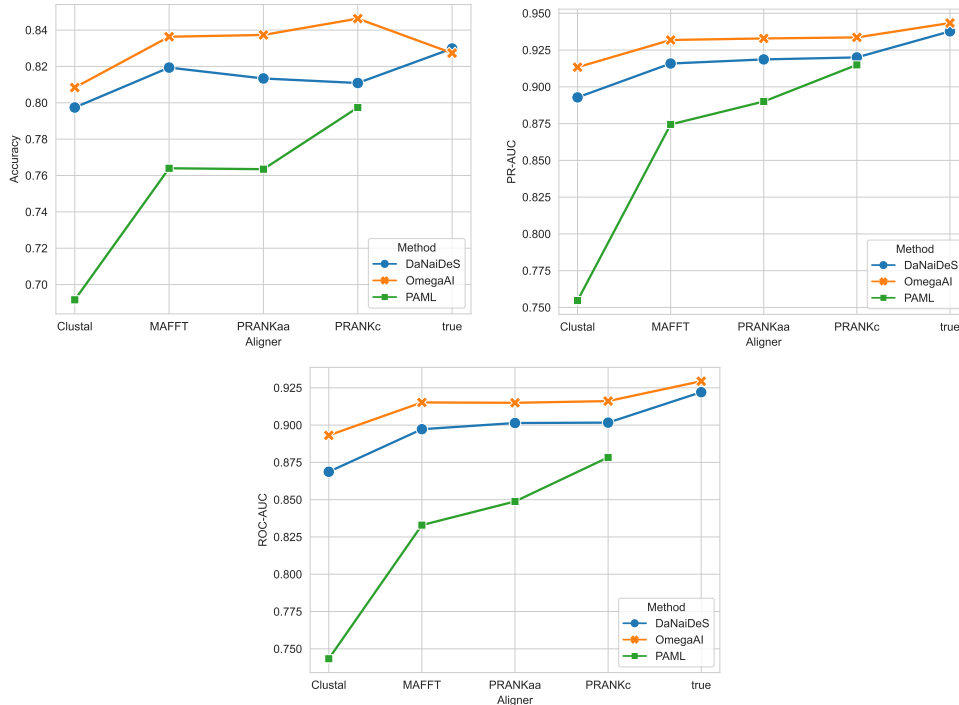 0.84
0.82
0.80
0.78
0.76
0.74
0.72
0.70
Accuracy
Clustal
MAFFT
PRANKaa
PRANKc
true
Aligner
Method
DaNaiDeS
OmegaAI
PAML
0.950
0.925
0.900
0.875
0.850
0.825
0.800
0.775
0.750
PR-AUC
Clustal
MAFFT
PRANKaa
PRANKc
true
Aligner
Method
DaNaiDeS
OmegaAI
PAML
0.925
0.900
0.875
0.850
0.825
0.800
0.775
0.750
ROC-AUC
Clustal
MAFFT
PRANKaa
PRANKc
true
Aligner
Method
DaNaiDeS
OmegaAI
PAML